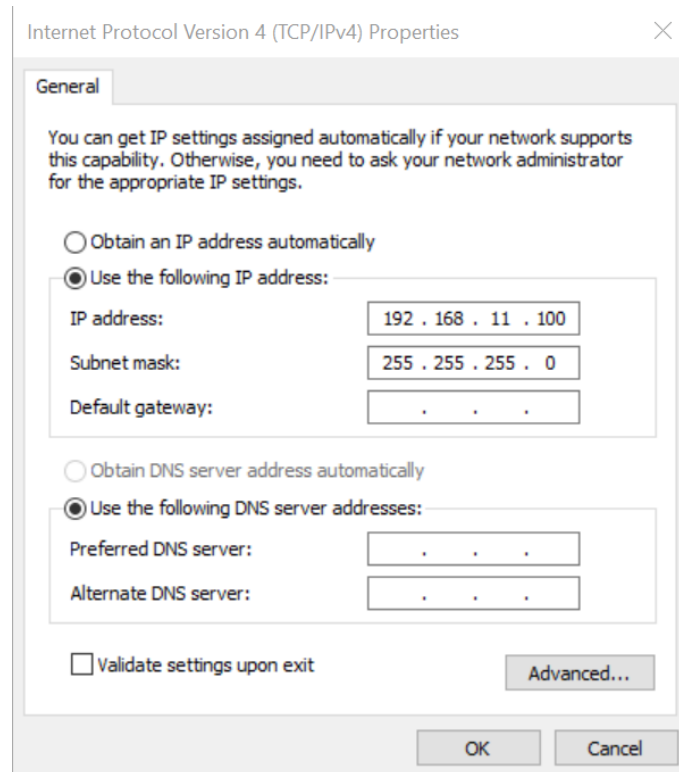 Internet Protocol Version 4 (TCP/IPv4) Properties
General
You can get IP settings assigned automatically if your network supports
this capability. Otherwise, you need to ask your network administrator
for the appropriate IP settings.
Obtain an IP address automatically
Use the following IP address:
IP address: 192 . 168 . 11 . 100
Subnet mask: 255 . 255 . 255 . 0
Default gateway: . . .
Obtain DNS server address automatically
Use the following DNS server addresses:
Preferred DNS server: . . .
Alternate DNS server: . . .
Validate settings upon exit
Advanced...
OK Cancel